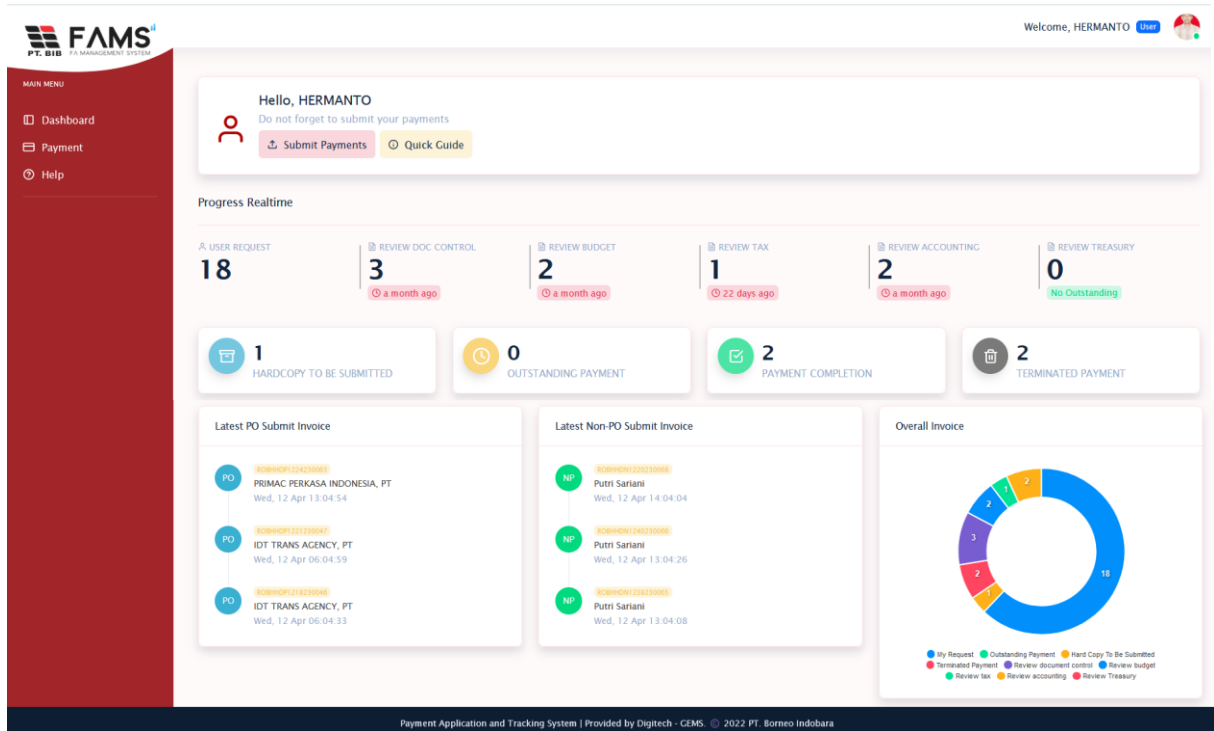 FAMS
PT. BIB FA MANAGEMENT SYSTEM
Welcome, HERMANTO User
MAIN MENU
Dashboard
Payment
Help
Hello, HERMANTO
Do not forget to submit your payments
Submit Payments Quick Guide
Progress Realtime
USER REQUEST
18
REVIEW DOC CONTROL
3
a month ago
REVIEW BUDGET
2
a month ago
REVIEW TAX
1
22 days ago
REVIEW ACCOUNTING
2
a month ago
REVIEW TREASURY
0
No Outstanding
1
HARDCOPY TO BE SUBMITTED
0
OUTSTANDING PAYMENT
2
PAYMENT COMPLETION
2
TERMINATED PAYMENT
Latest PO Submit Invoice
PO
PRIMAC PERKASA INDONESIA, PT
Wed, 12 Apr 13:04:54
PO
IDT TRANS AGENCY, PT
Wed, 12 Apr 06:04:59
PO
IDT TRANS AGENCY, PT
Wed, 12 Apr 06:04:33
Latest Non-PO Submit Invoice
NP
Putri Sariani
Wed, 12 Apr 14:04:04
NP
Putri Sariani
Wed, 12 Apr 13:04:26
NP
Putri Sariani
Wed, 12 Apr 13:04:08
Overall Invoice
2
1
2
3
18
2
1
My Request Outstanding Payment Hard Copy To Be Submitted
Terminated Payment Review document control Review budget
Review tax Review accounting Review Treasury
Payment Application and Tracking System | Provided by Digitech - GEMS. © 2022 PT. Borneo Indobara